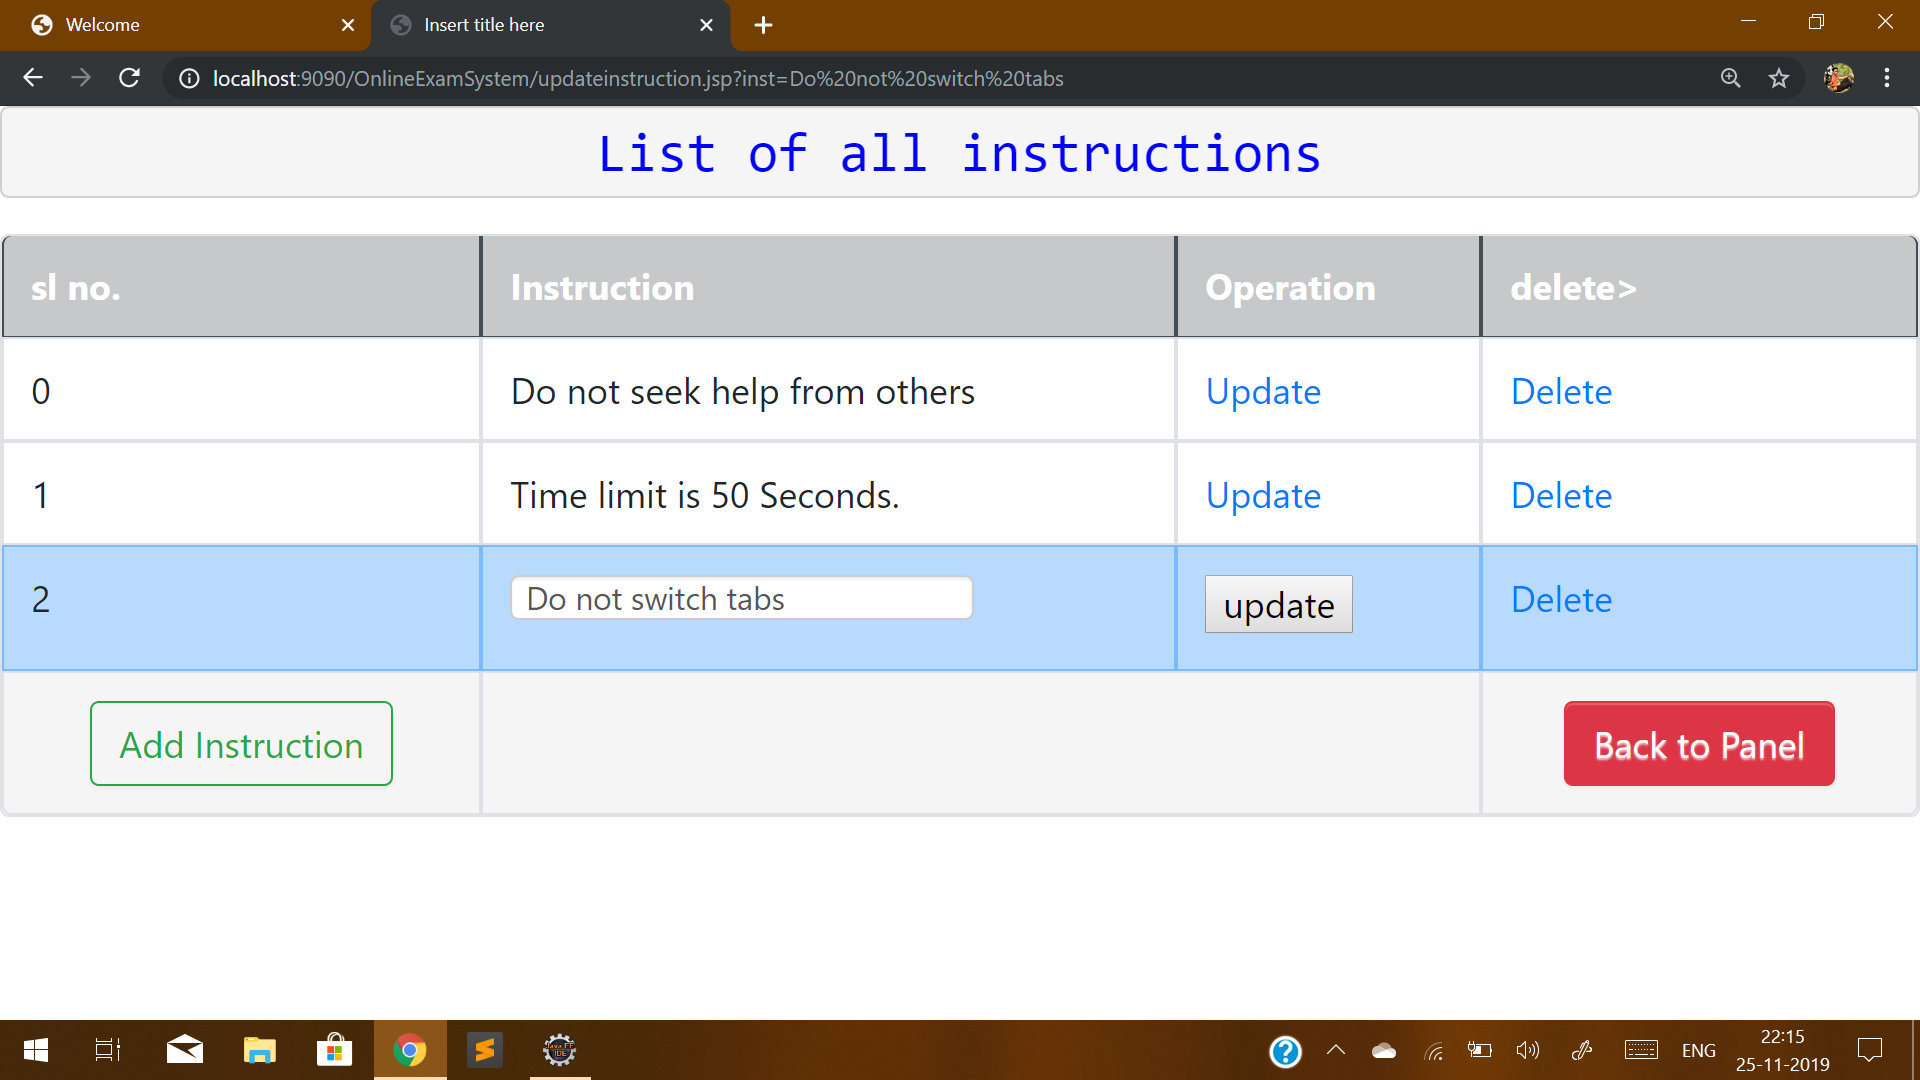 Welcome
Insert title here
localhost:9090/OnlineExamSystem/updateinstruction.jsp?inst=Do%20not%20switch%20tabs
List of all instructions
sl no. Instruction Operation delete>
0 Do not seek help from others Update Delete
1 Time limit is 50 Seconds. Update Delete
2 Do not switch tabs update Delete
Add Instruction Back to Panel
Java EE
IDE
ENG
22:15
25-11-2019